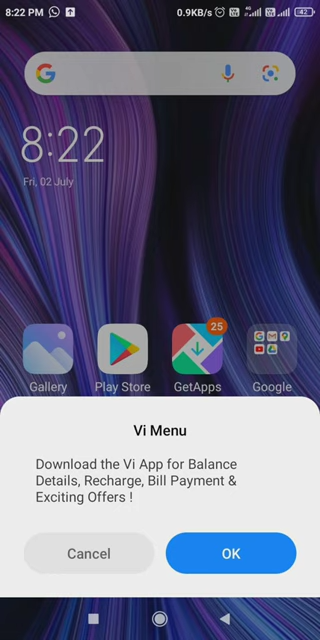 8:22 PM 0.9KB/s 4G 42
8:22
Fri, 02 July
25
Gallery Play Store GetApps Google
Vi Menu
Download the Vi App for Balance
Details, Recharge, Bill Payment &
Exciting Offers !
Cancel OK